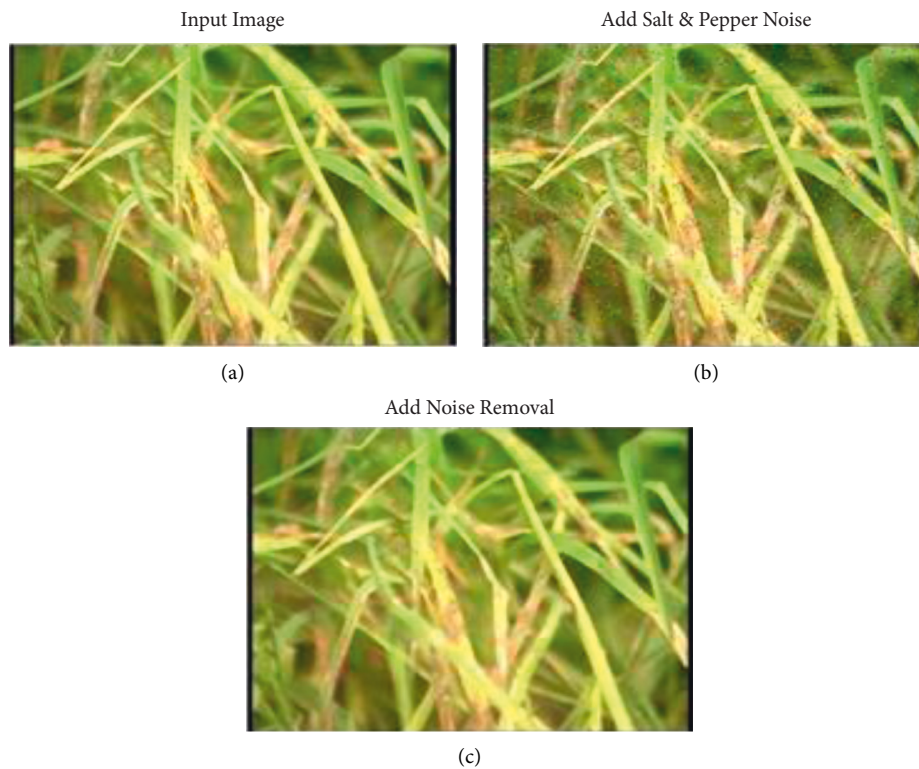 Input Image
Add Salt & Pepper Noise
(a)
(b)
Add Noise Removal
(c)